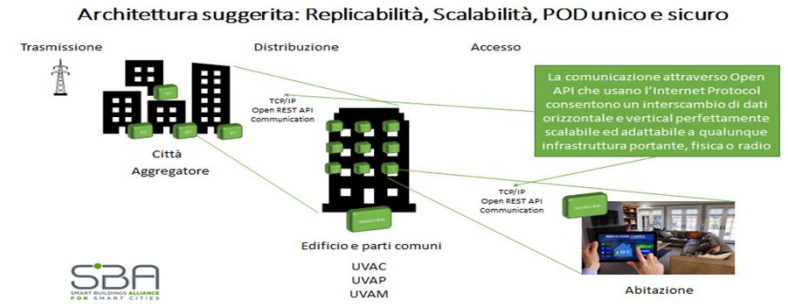 Architettura suggerita: Replicabilità, Scalabilità, POD unico e sicuro
Trasmissione
Distribuzione
Accesso
La comunicazione attraverso Open
API che usano l'Internet Protocol
consentono un interscambio di dati
orizzontale e vertical perfettamente
scalabile ed adattabile a qualunque
infrastruttura portante, fisica o radio
TCP/IP
Open REST API
Communication
Città
Aggregatore
TCP/IP
Open REST API
Communication
Edificio e parti comuni
UVAC
UVAP
UVAM
Abitazione
SBA
SMART BUILDINGS ALLIANCE
FOR SMART CITIES